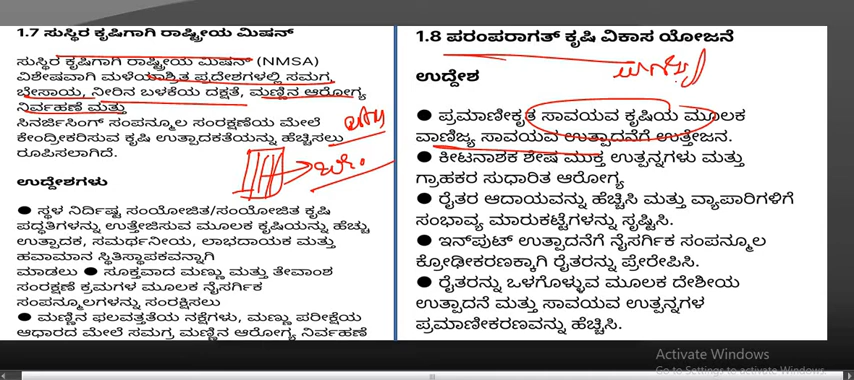 1.7 ಸುಸ್ಥಿರ ಕೃಷಿಗಾಗಿ ರಾಷ್ಟ್ರೀಯ ಮಿಷನ್
ಸುಸ್ಥಿರ ಕೃಷಿಗಾಗಿ ರಾಷ್ಟ್ರೀಯ ಮಿಷನ್ (NMSA)
ವಿಶೇಷವಾಗಿ ಮಳೆಯಾಶ್ರಿತ ಪ್ರದೇಶಗಳಲ್ಲಿ ಸಮಗ್ರ
ಬೇಸಾಯ, ನೀರಿನ ಬಳಕೆಯ ದಕ್ಷತೆ, ಮಣ್ಣಿನ ಆರೋಗ್ಯ
ನಿರ್ವಹಣೆ ಮತ್ತು
ಸಿನರ್ಜಿಸಿಂಗ್ ಸಂಪನ್ಮೂಲ ಸಂರಕ್ಷಣೆಯ ಮೇಲೆ
ಕೇಂದ್ರೀಕರಿಸುವ ಕೃಷಿ ಉತ್ಪಾದಕತೆಯನ್ನು ಹೆಚ್ಚಿಸಲು
ರೂಪಿಸಲಾಗಿದೆ.
ಉದ್ದೇಶಗಳು
● ಸ್ಥಳ ನಿರ್ದಿಷ್ಟ ಸಂಯೋಜಿತ/ಸಂಯೋಜಿತ ಕೃಷಿ
ಪದ್ಧತಿಗಳನ್ನು ಉತ್ತೇಜಿಸುವ ಮೂಲಕ ಕೃಷಿಯನ್ನು ಹೆಚ್ಚು
ಉತ್ಪಾದಕ, ಸಮರ್ಥನೀಯ, ಲಾಭದಾಯಕ ಮತ್ತು
ಹವಾಮಾನ ಸ್ಥಿತಿಸ್ಥಾಪಕವನ್ನಾಗಿ
ಮಾಡಲು ● ಸೂಕ್ತವಾದ ಮಣ್ಣು ಮತ್ತು ತೇವಾಂಶ
ಸಂರಕ್ಷಣೆ ಕ್ರಮಗಳ ಮೂಲಕ ನೈಸರ್ಗಿಕ
ಸಂಪನ್ಮೂಲಗಳನ್ನು ಸಂರಕ್ಷಿಸಲು
● ಮಣ್ಣಿನ ಫಲವತ್ತತೆಯ ನಕ್ಷೆಗಳು, ಮಣ್ಣು ಪರೀಕ್ಷೆಯ
ಆಧಾರದ ಮೇಲೆ ಸಮಗ್ರ ಮಣ್ಣಿನ ಆರೋಗ್ಯ ನಿರ್ವಹಣೆ
1.8 ಪರಂಪರಾಗತ್ ಕೃಷಿ ವಿಕಾಸ ಯೋಜನೆ
ಉದ್ದೇಶ
● ಪ್ರಮಾಣೀಕೃತ ಸಾವಯವ ಕೃಷಿಯ ಮೂಲಕ
ವಾಣಿಜ್ಯ ಸಾವಯವ ಉತ್ಪಾದನೆಗೆ ಉತ್ತೇಜನ.
● ಕೀಟನಾಶಕ ಶೇಷ ಮುಕ್ತ ಉತ್ಪನ್ನಗಳು ಮತ್ತು
ಗ್ರಾಹಕರ ಸುಧಾರಿತ ಆರೋಗ್ಯ
● ರೈತರ ಆದಾಯವನ್ನು ಹೆಚ್ಚಿಸಿ ಮತ್ತು ವ್ಯಾಪಾರಿಗಳಿಗೆ
ಸಂಭಾವ್ಯ ಮಾರುಕಟ್ಟೆಗಳನ್ನು ಸೃಷ್ಟಿಸಿ.
● ಇನ್‌ಪುಟ್ ಉತ್ಪಾದನೆಗೆ ನೈಸರ್ಗಿಕ ಸಂಪನ್ಮೂಲ
ಕ್ರೋಢೀಕರಣಕ್ಕಾಗಿ ರೈತರನ್ನು ಪ್ರೇರೇಪಿಸಿ.
● ರೈತರನ್ನು ಒಳಗೊಳ್ಳುವ ಮೂಲಕ ದೇಶೀಯ
ಉತ್ಪಾದನೆ ಮತ್ತು ಸಾವಯವ ಉತ್ಪನ್ನಗಳ
ಪ್ರಮಾಣೀಕರಣವನ್ನು ಹೆಚ್ಚಿಸಿ.
Activate Windows
Go to Settings to activate Windows.